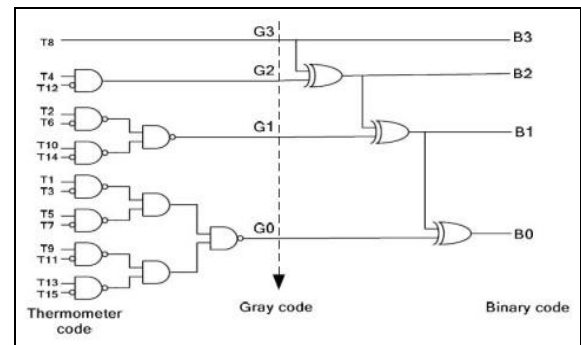 G3
T8
B3
T4
T12
G2
B2
T2
T6
T10
T14
G1
B1
T1
T3
T5
T7
T9
T11
T13
T15
G0
B0
Thermometer
code
Gray code
Binary code